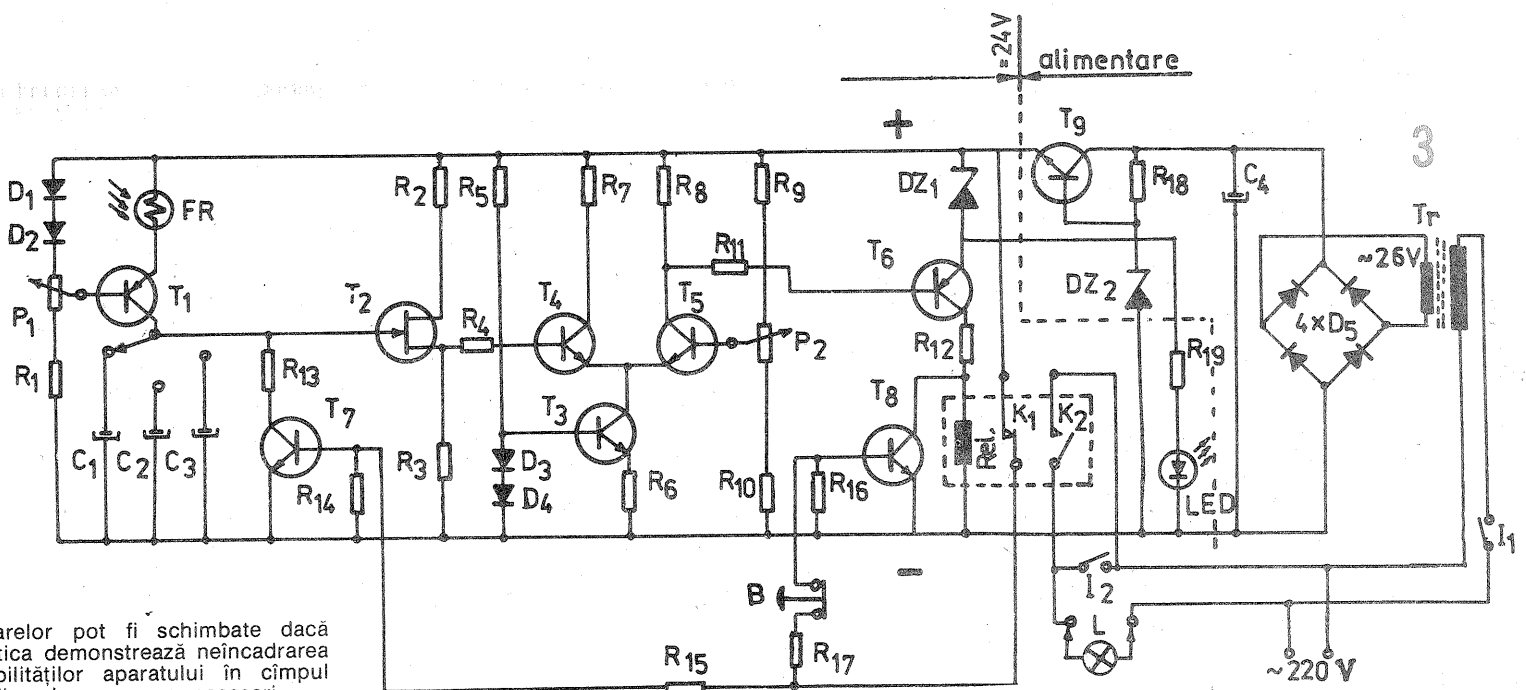 =24V
alimentare
+
T9
3
D1
FR
R2
R5
R7
R8
R9
DZ1
R18
C4
Tr
D2
R11
T6
~26V
T1
T2
T4
T5
DZ2
4×D5
P1
R4
P2
R12
R19
R1
R13
T7
T3
T8
K1
K2
Rel.
C1
C2
C3
R3
D3
R6
R10
R16
R14
D4
LED
I1
-
I2
B
L
R15
R17
~220V
arelor pot fi schimbate dacă
tica demonstrează neîncadrarea
bilităților aparatului în cîmpul